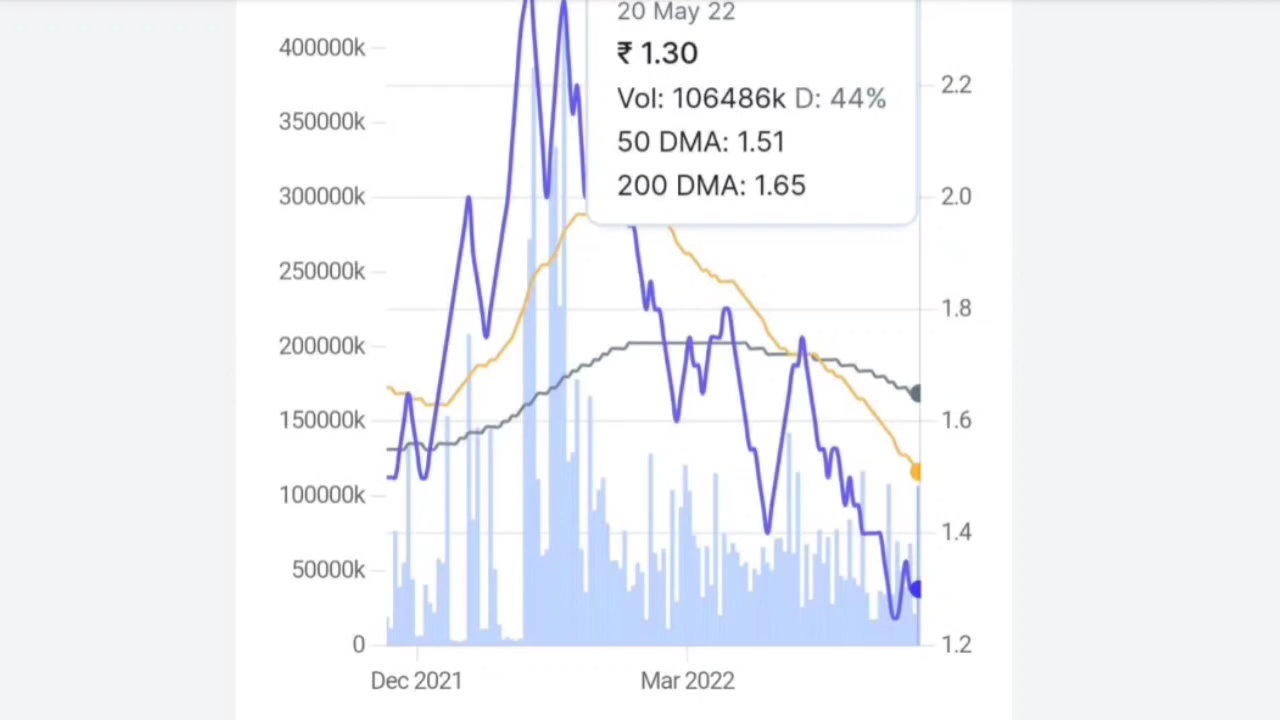 20 May 22
₹ 1.30
Vol: 106486k D: 44%
50 DMA: 1.51
200 DMA: 1.65
400000k
350000k
300000k
250000k
200000k
150000k
100000k
50000k
0
2.2
2.0
1.8
1.6
1.4
1.2
Dec 2021
Mar 2022